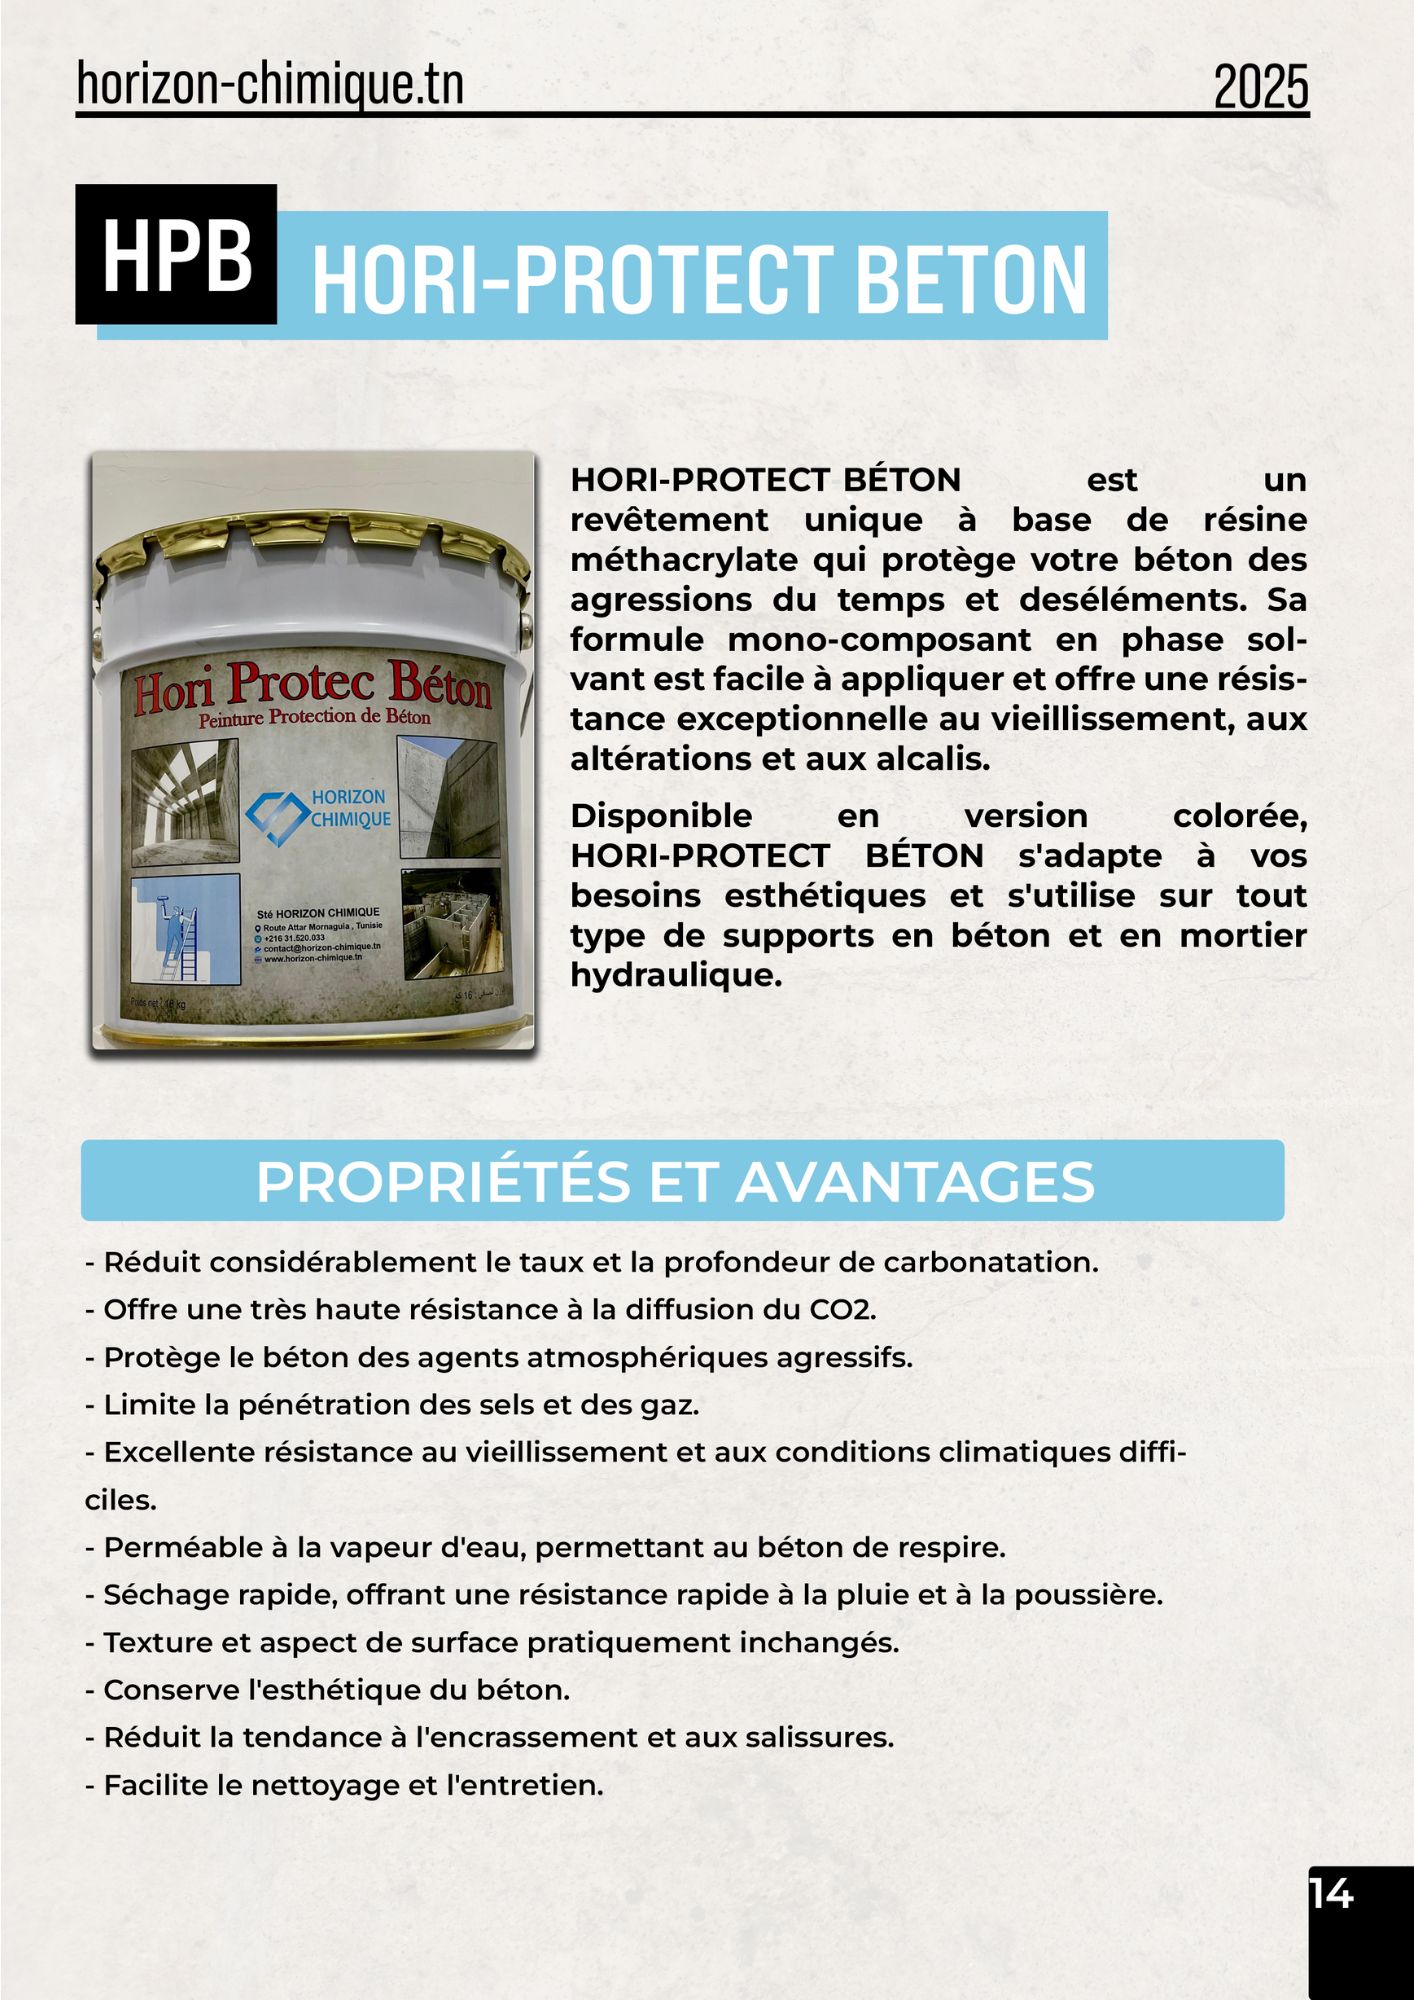 horizon-chimique.tn
2025
HPB
HORI-PROTECT BETON
Hori Protec Béton
Peinture Protection de Béton
HORIZON
CHIMIQUE
Sté HORIZON CHIMIQUE
Route Attar Mornaguia , Tunisie
+216 31.520.033
contact@horizon-chimique.tn
www.horizon-chimique.tn
Poids net : 16 kg
HORI-PROTECT BÉTON est un
revêtement unique à base de résine
méthacrylate qui protège votre béton des
agressions du temps et deséléments. Sa
formule mono-composant en phase sol-
vant est facile à appliquer et offre une résis-
tance exceptionnelle au vieillissement, aux
altérations et aux alcalis.
Disponible en version colorée,
HORI-PROTECT BÉTON s'adapte à vos
besoins esthétiques et s'utilise sur tout
type de supports en béton et en mortier
hydraulique.
PROPRIÉTÉS ET AVANTAGES
- Réduit considérablement le taux et la profondeur de carbonatation.
- Offre une très haute résistance à la diffusion du CO2.
- Protège le béton des agents atmosphériques agressifs.
- Limite la pénétration des sels et des gaz.
- Excellente résistance au vieillissement et aux conditions climatiques diffi-
ciles.
- Perméable à la vapeur d'eau, permettant au béton de respire.
- Séchage rapide, offrant une résistance rapide à la pluie et à la poussière.
- Texture et aspect de surface pratiquement inchangés.
- Conserve l'esthétique du béton.
- Réduit la tendance à l'encrassement et aux salissures.
- Facilite le nettoyage et l'entretien.
14